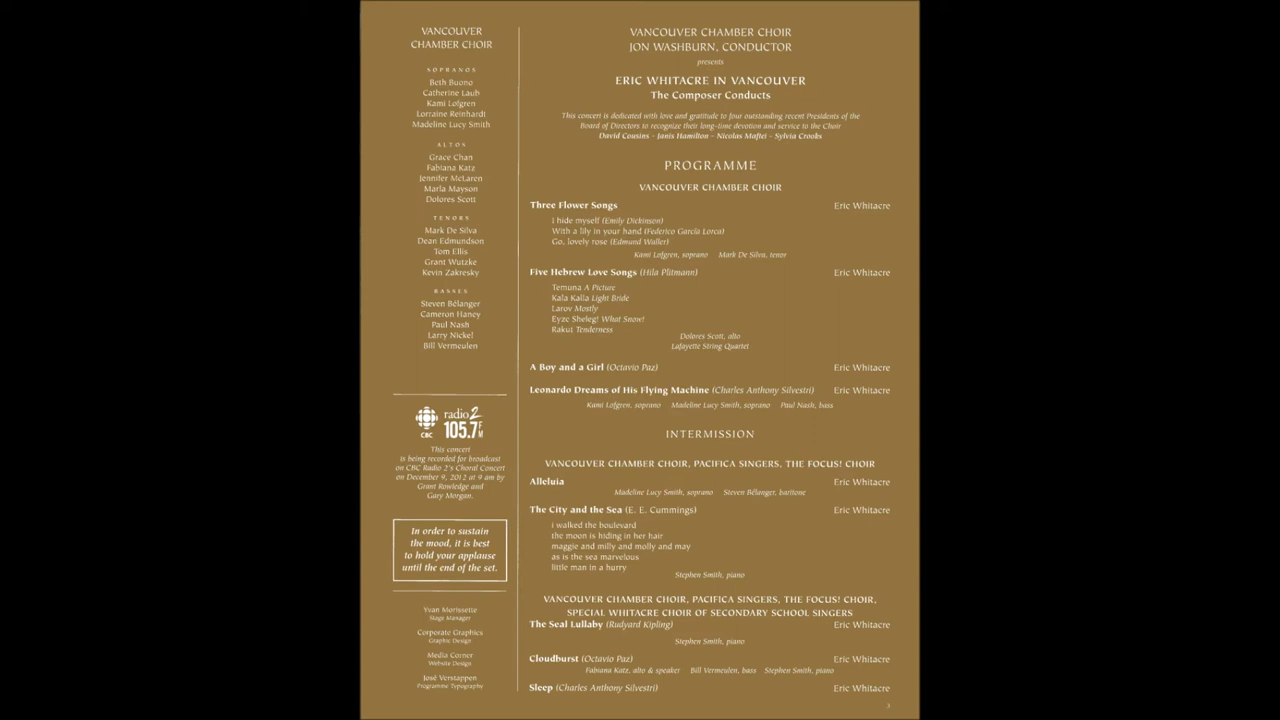 VANCOUVER
CHAMBER CHOIR
SOPRANOS
Beth Buono
Catherine Laub
Kami Lofgren
Lorraine Reinhardt
Madeline Lucy Smith
ALTOS
Grace Chan
Fabiana Katz
Jennifer McLaren
Marla Mayson
Dolores Scott
TENORS
Mark De Silva
Dean Edmundson
Tom Ellis
Grant Wutzke
Kevin Zakresky
BASSES
Steven Bélanger
Cameron Haney
Paul Nash
Larry Nickel
Bill Vermeulen
CBC radio 2
105.7 FM
This concert
is being recorded for broadcast
on CBC Radio 2's Choral Concert
on December 9, 2012 at 9 am by
Grant Rowledge and
Gary Morgan.
In order to sustain
the mood, it is best
to hold your applause
until the end of the set.
Yvan Morissette
Stage Manager
Corporate Graphics
Graphic Design
Media Corner
Website Design
José Verstappen
Programme Typography
VANCOUVER CHAMBER CHOIR
JON WASHBURN, CONDUCTOR
presents
ERIC WHITACRE IN VANCOUVER
The Composer Conducts
This concert is dedicated with love and gratitude to four outstanding recent Presidents of the
Board of Directors to recognize their long-time devotion and service to the Choir
David Cousins - Janis Hamilton - Nicolas Maftei - Sylvia Crooks
PROGRAMME
VANCOUVER CHAMBER CHOIR
Three Flower Songs Eric Whitacre
I hide myself (Emily Dickinson)
With a lily in your hand (Federico García Lorca)
Go, lovely rose (Edmund Waller)
Kami Lofgren, soprano Mark De Silva, tenor
Five Hebrew Love Songs (Hila Plitmann) Eric Whitacre
Temuna A Picture
Kala Kalla Light Bride
Larov Mostly
Eyze Sheleg! What Snow!
Rakut Tenderness
Dolores Scott, alto
Lafayette String Quartet
A Boy and a Girl (Octavio Paz) Eric Whitacre
Leonardo Dreams of His Flying Machine (Charles Anthony Silvestri) Eric Whitacre
Kami Lofgren, soprano Madeline Lucy Smith, soprano Paul Nash, bass
INTERMISSION
VANCOUVER CHAMBER CHOIR, PACIFICA SINGERS, THE FOCUS! CHOIR
Alleluia Eric Whitacre
Madeline Lucy Smith, soprano Steven Bélanger, baritone
The City and the Sea (E. E. Cummings) Eric Whitacre
i walked the boulevard
the moon is hiding in her hair
maggie and milly and molly and may
as is the sea marvelous
little man in a hurry
Stephen Smith, piano
VANCOUVER CHAMBER CHOIR, PACIFICA SINGERS, THE FOCUS! CHOIR,
SPECIAL WHITACRE CHOIR OF SECONDARY SCHOOL SINGERS
The Seal Lullaby (Rudyard Kipling) Eric Whitacre
Stephen Smith, piano
Cloudburst (Octavio Paz) Eric Whitacre
Fabiana Katz, alto & speaker Bill Vermeulen, bass Stephen Smith, piano
Sleep (Charles Anthony Silvestri) Eric Whitacre
3